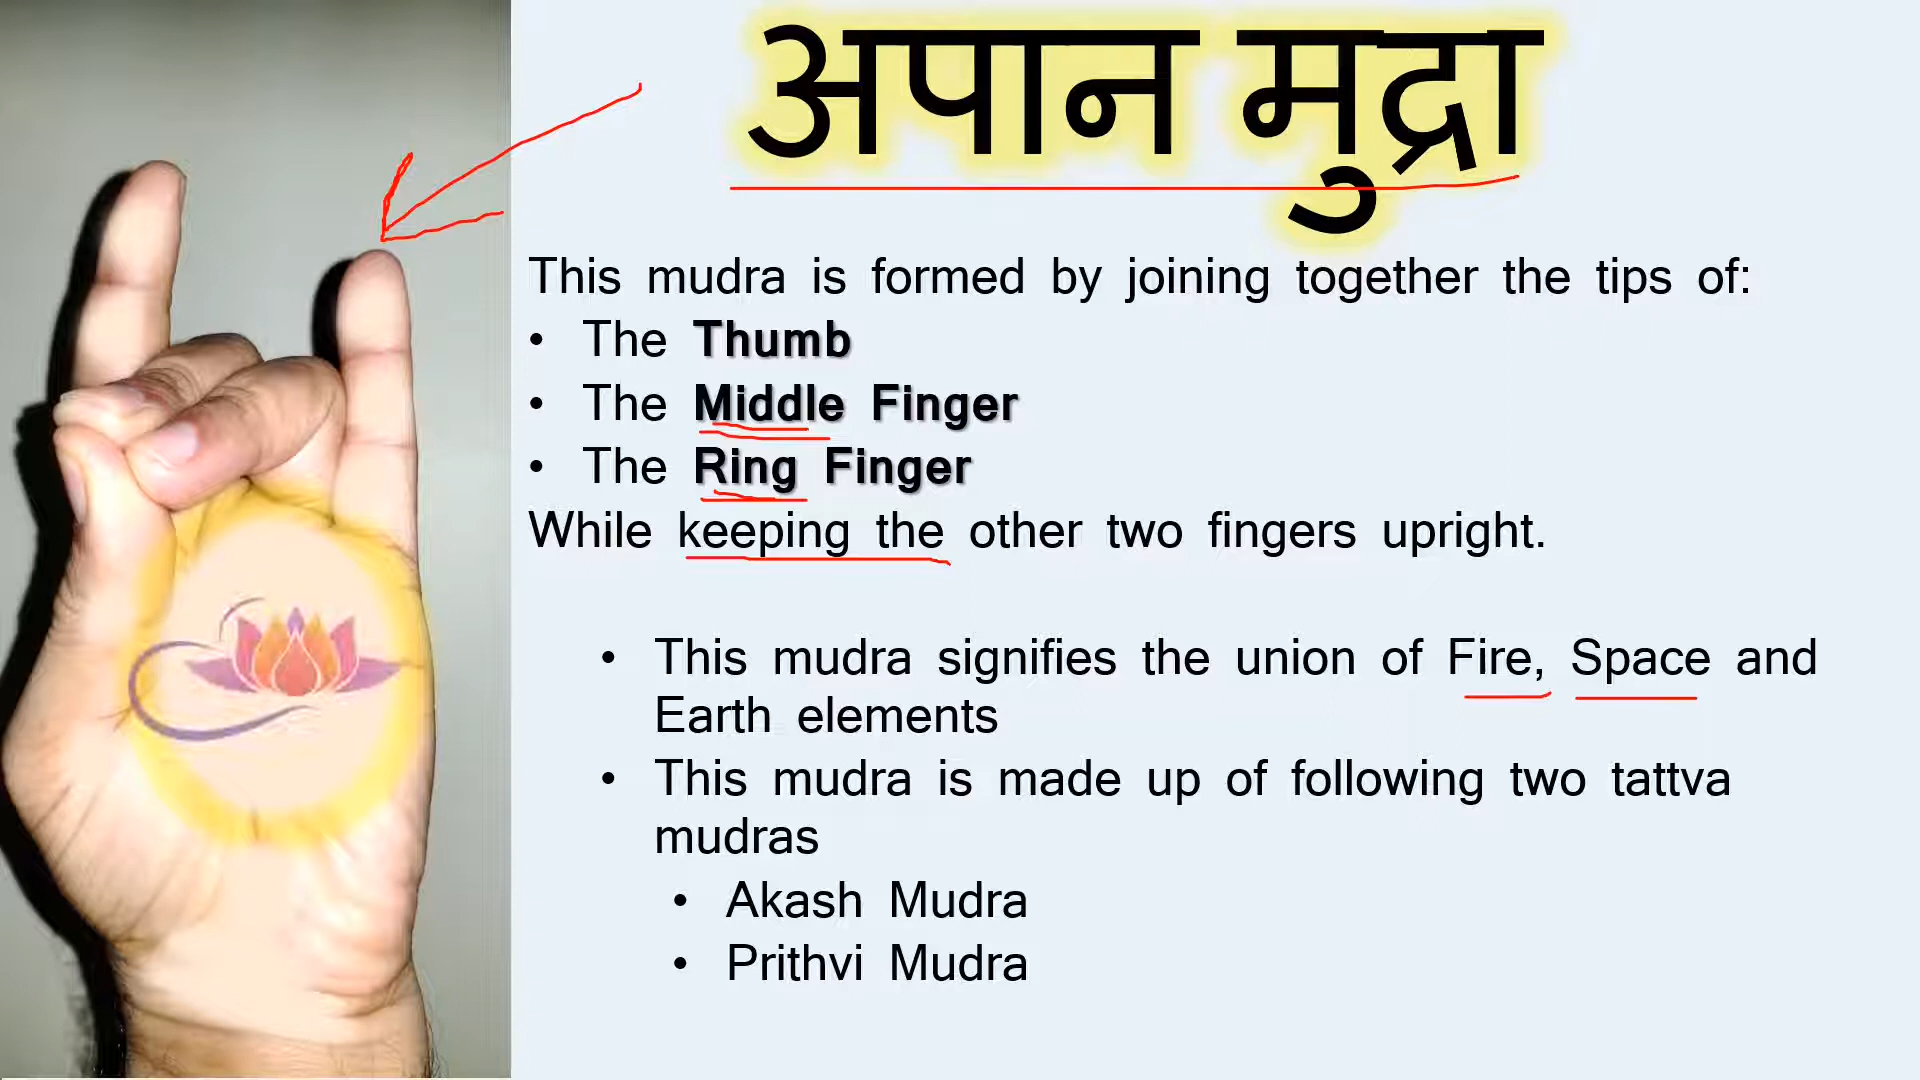 अपान मुद्रा
This mudra is formed by joining together the tips of:
• The Thumb
• The Middle Finger
• The Ring Finger
While keeping the other two fingers upright.
• This mudra signifies the union of Fire, Space and
Earth elements
• This mudra is made up of following two tattva
mudras
• Akash Mudra
• Prithvi Mudra